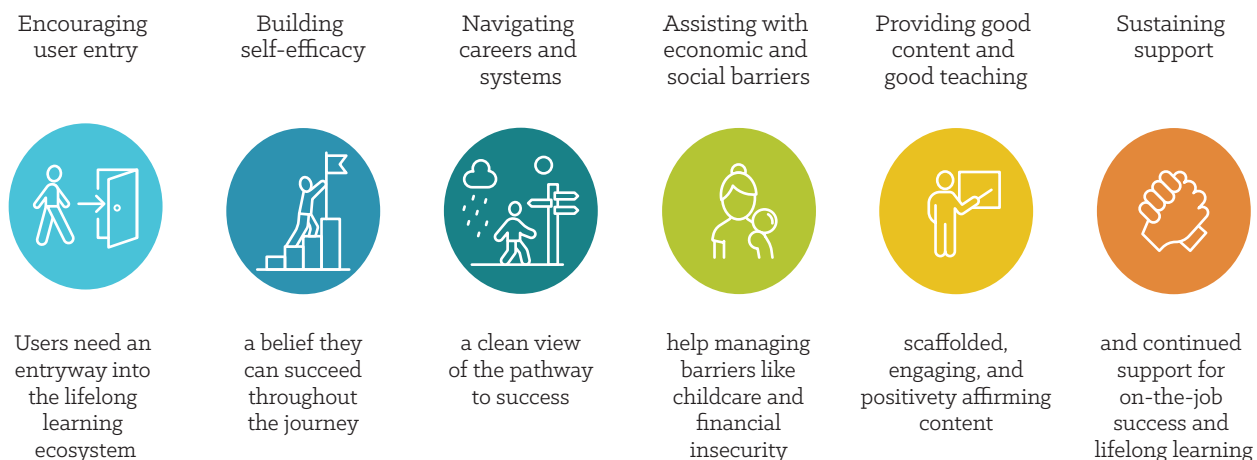 Encouraging
user entry
Building
self-efficacy
Navigating
careers and
systems
Assisting with
economic and
social barriers
Providing good
content and
good teaching
Sustaining
support
Users need an
entryway into
the lifelong
learning
ecosystem
a belief they
can succeed
throughout
the journey
a clean view
of the pathway
to success
help managing
barriers like
childcare and
financial
insecurity
scaffolded,
engaging, and
positivety affirming
content
and continued
support for
on-the-job
success and
lifelong learning